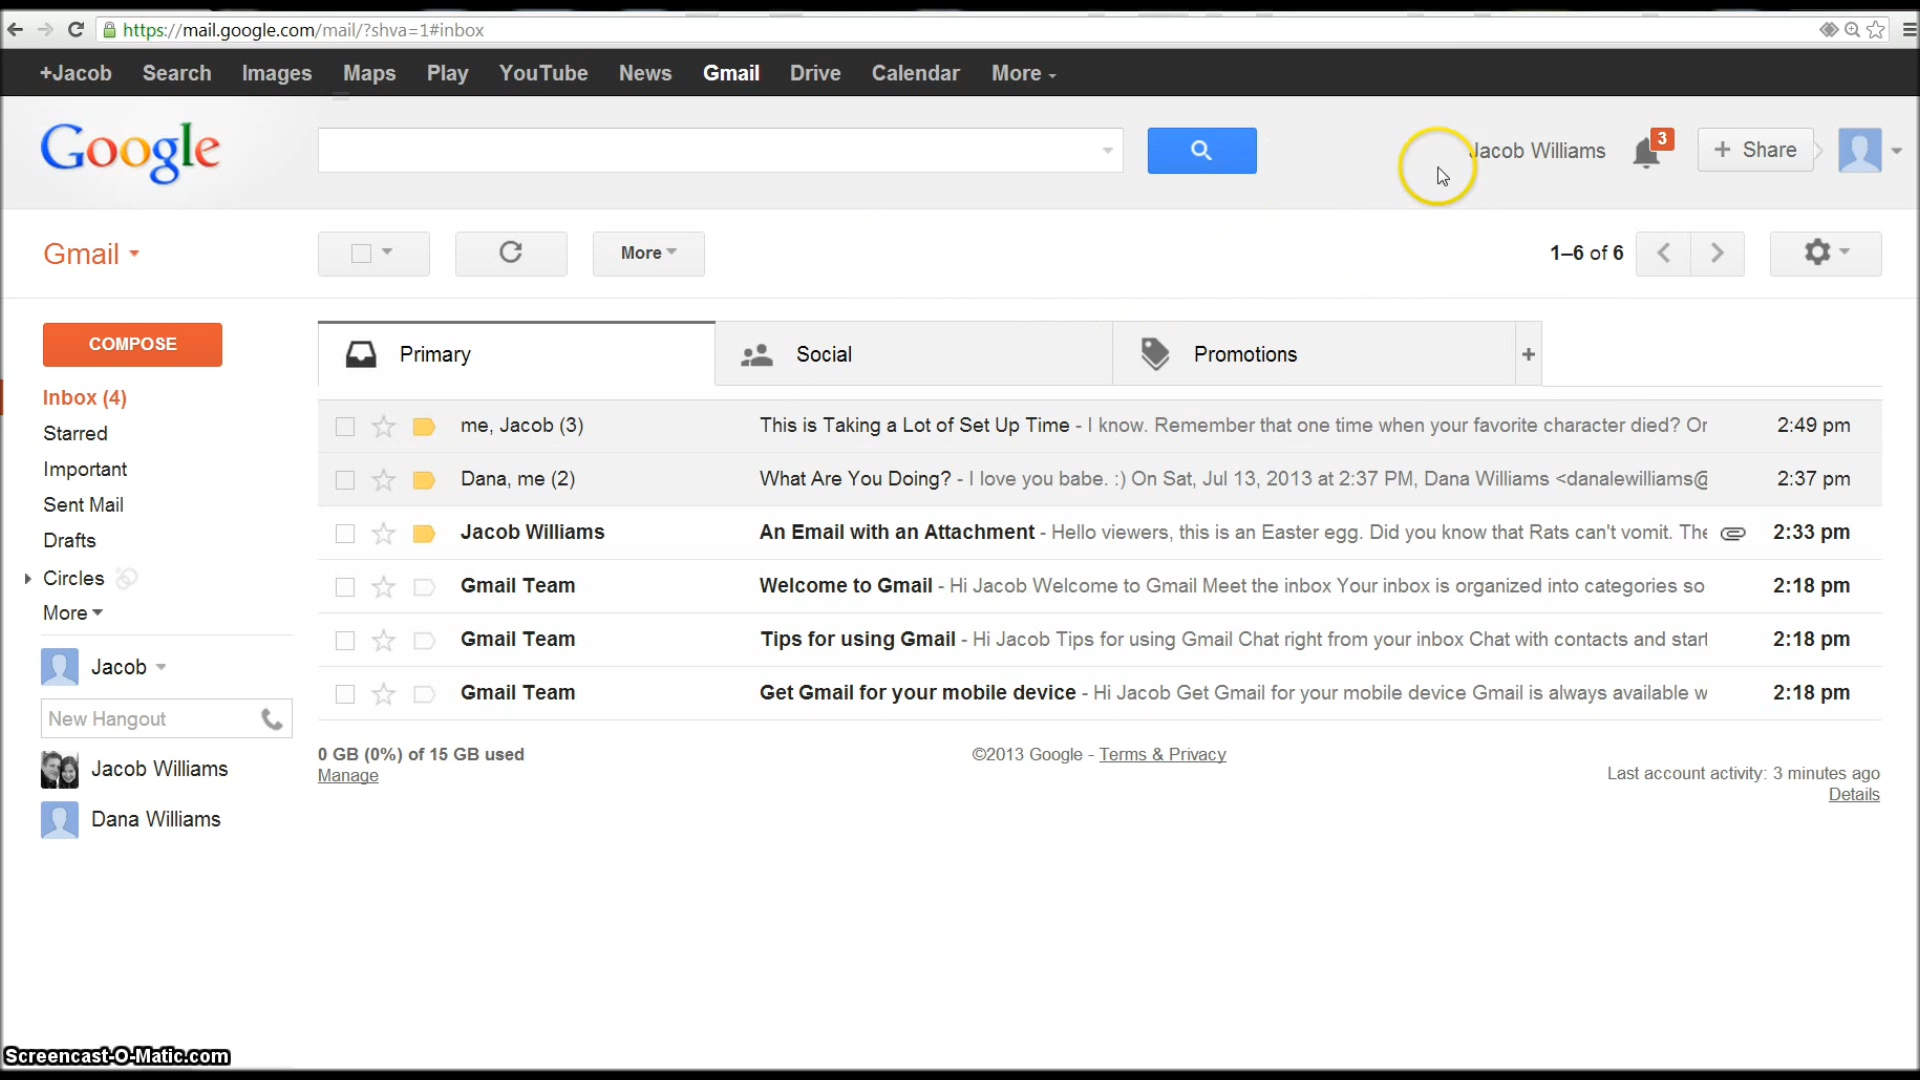 https://mail.google.com/mail/?shva=1#inbox
+Jacob Search Images Maps Play YouTube News Gmail Drive Calendar More
Google
Jacob Williams 3 + Share
Gmail More 1–6 of 6
COMPOSE
Primary Social Promotions +
Inbox (4)
Starred
Important
Sent Mail
Drafts
Circles
More
Jacob
New Hangout
Jacob Williams
Dana Williams
me, Jacob (3) This is Taking a Lot of Set Up Time - I know. Remember that one time when your favorite character died? Or 2:49 pm
Dana, me (2) What Are You Doing? - I love you babe. :) On Sat, Jul 13, 2013 at 2:37 PM, Dana Williams <danalewilliams@ 2:37 pm
Jacob Williams An Email with an Attachment - Hello viewers, this is an Easter egg. Did you know that Rats can't vomit. The 2:33 pm
Gmail Team Welcome to Gmail - Hi Jacob Welcome to Gmail Meet the inbox Your inbox is organized into categories so 2:18 pm
Gmail Team Tips for using Gmail - Hi Jacob Tips for using Gmail Chat right from your inbox Chat with contacts and start 2:18 pm
Gmail Team Get Gmail for your mobile device - Hi Jacob Get Gmail for your mobile device Gmail is always available w 2:18 pm
0 GB (0%) of 15 GB used
Manage
©2013 Google - Terms & Privacy
Last account activity: 3 minutes ago
Details
Screencast-O-Matic.com